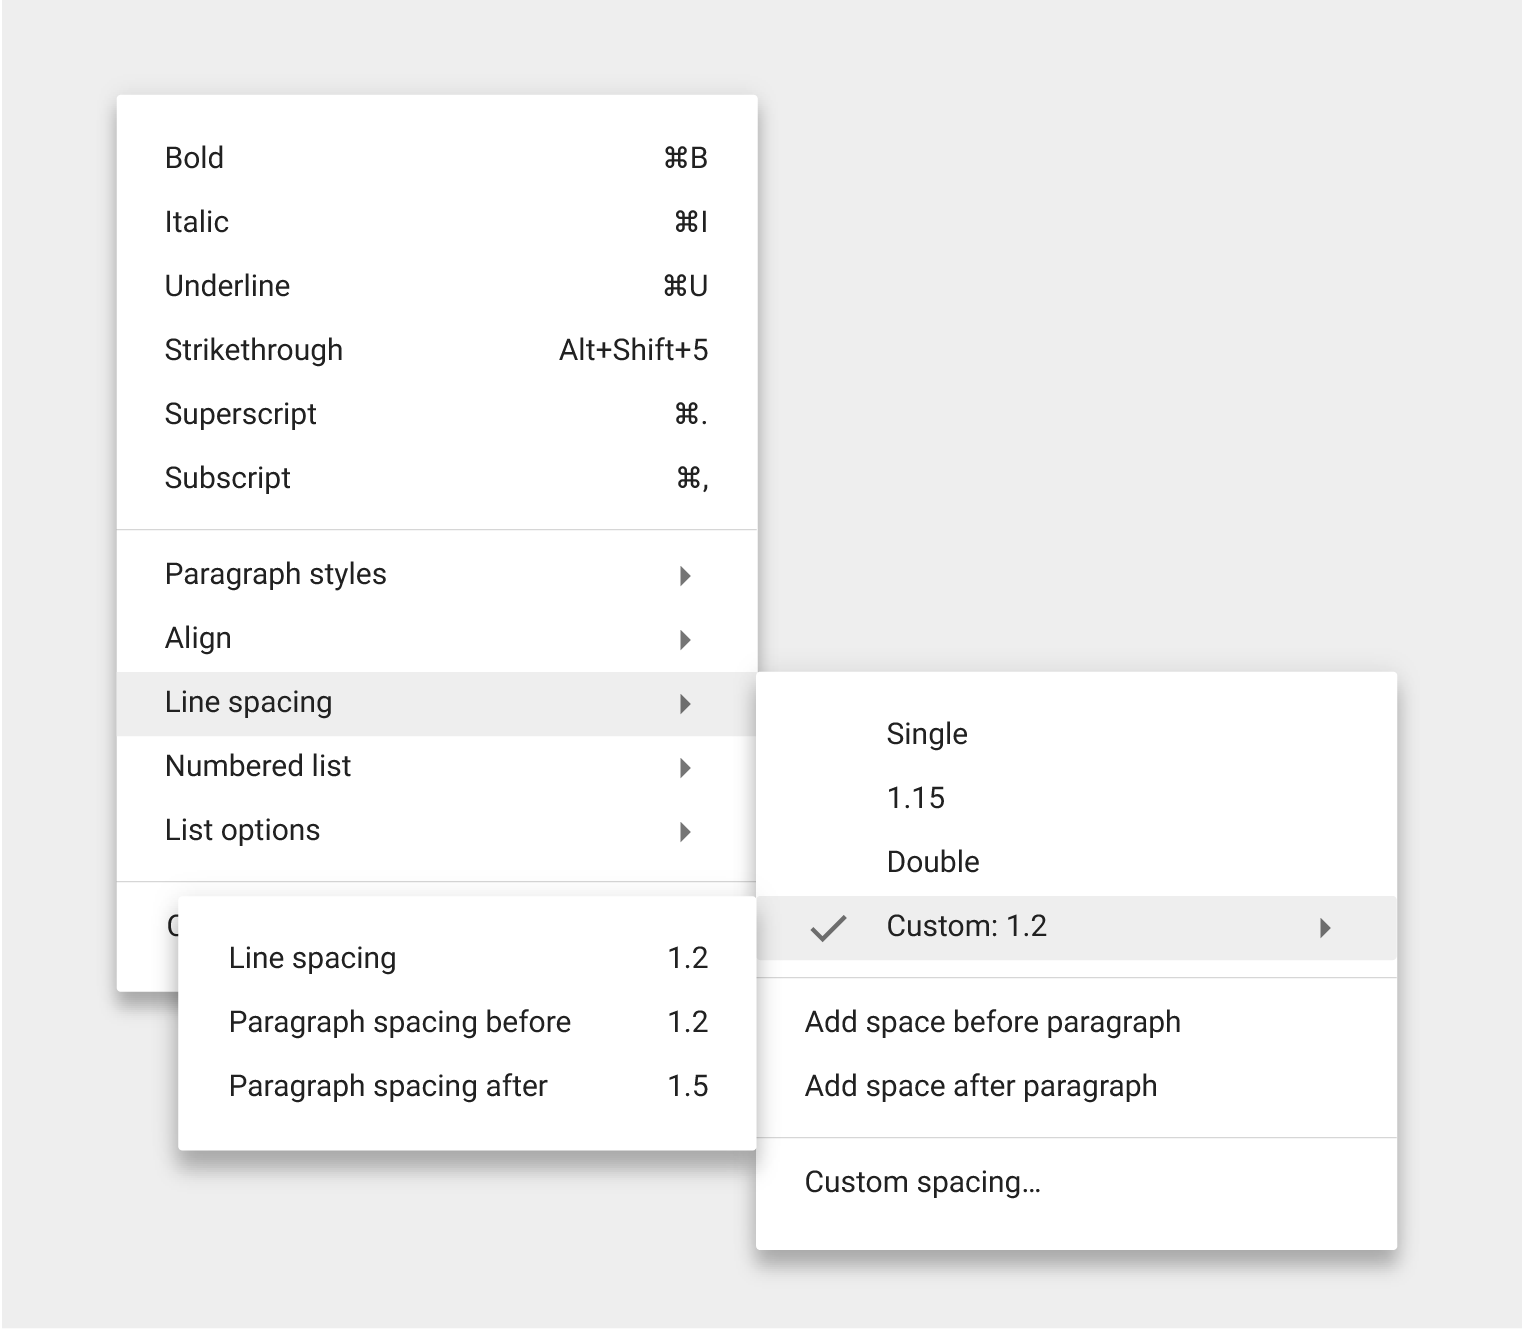 Bold ⌘B
Italic ⌘I
Underline ⌘U
Strikethrough Alt+Shift+5
Superscript ⌘.
Subscript ⌘,
Paragraph styles
Align
Line spacing
Numbered list
List options
Single
1.15
Double
Custom: 1.2
Add space before paragraph
Add space after paragraph
Custom spacing…
Line spacing 1.2
Paragraph spacing before 1.2
Paragraph spacing after 1.5